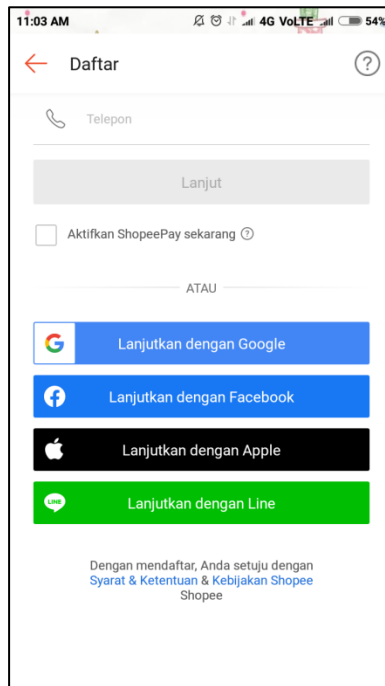 11:03 AM 4G VoLTE 54%
Daftar ?
Telepon
Lanjut
Aktifkan ShopeePay sekarang ?
ATAU
G Lanjutkan dengan Google
f Lanjutkan dengan Facebook
Lanjutkan dengan Apple
LINE Lanjutkan dengan Line
Dengan mendaftar, Anda setuju dengan
Syarat & Ketentuan & Kebijakan Shopee
Shopee